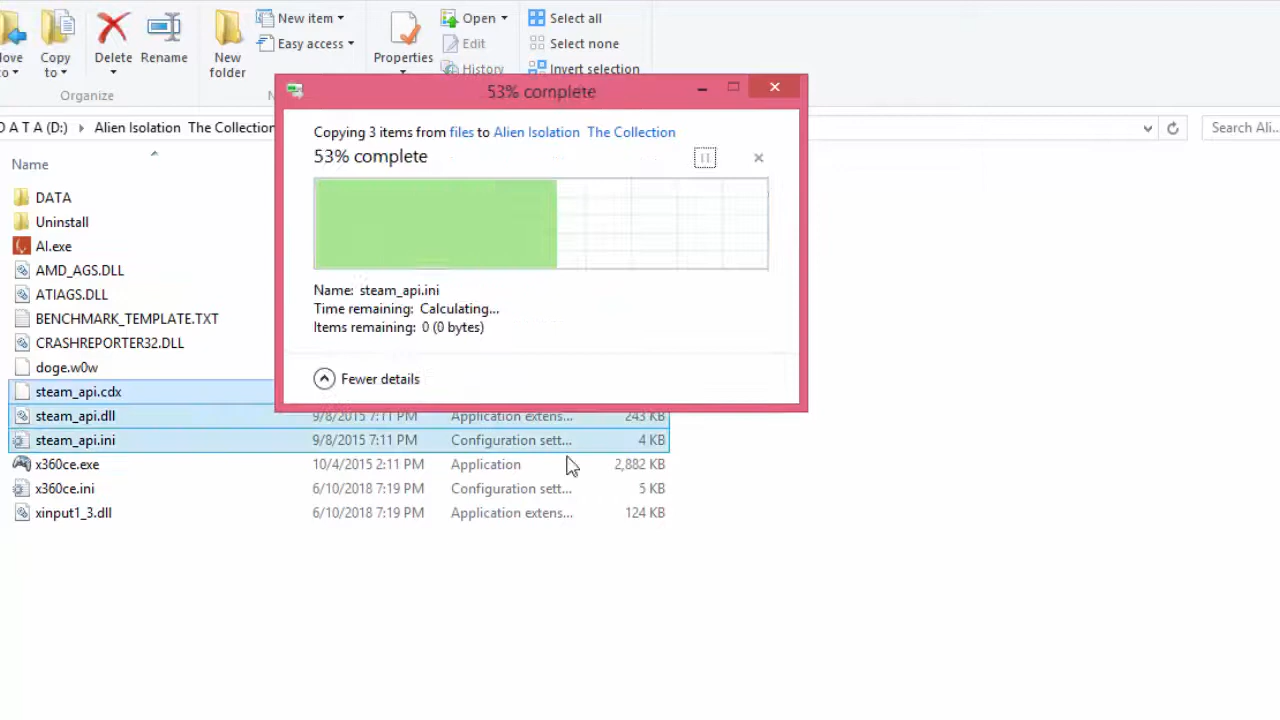 New item
Open
Select all
Easy access
Edit
Select none
Copy
to
Delete
Rename
New
folder
Properties
History
Invert selection
to
Organize
53% complete
D A T A (D:)
Alien Isolation The Collection
Search Ali...
Name
Copying 3 items from files to Alien Isolation The Collection
53% complete
DATA
Uninstall
AI.exe
AMD_AGS.DLL
ATIAGS.DLL
BENCHMARK_TEMPLATE.TXT
CRASHREPORTER32.DLL
doge.w0w
Name: steam_api.ini
Time remaining: Calculating...
Items remaining: 0 (0 bytes)
Fewer details
steam_api.cdx
steam_api.dll 9/8/2015 7:11 PM Application extens... 243 KB
steam_api.ini 9/8/2015 7:11 PM Configuration sett... 4 KB
x360ce.exe 10/4/2015 2:11 PM Application 2,882 KB
x360ce.ini 6/10/2018 7:19 PM Configuration sett... 5 KB
xinput1_3.dll 6/10/2018 7:19 PM Application extens... 124 KB